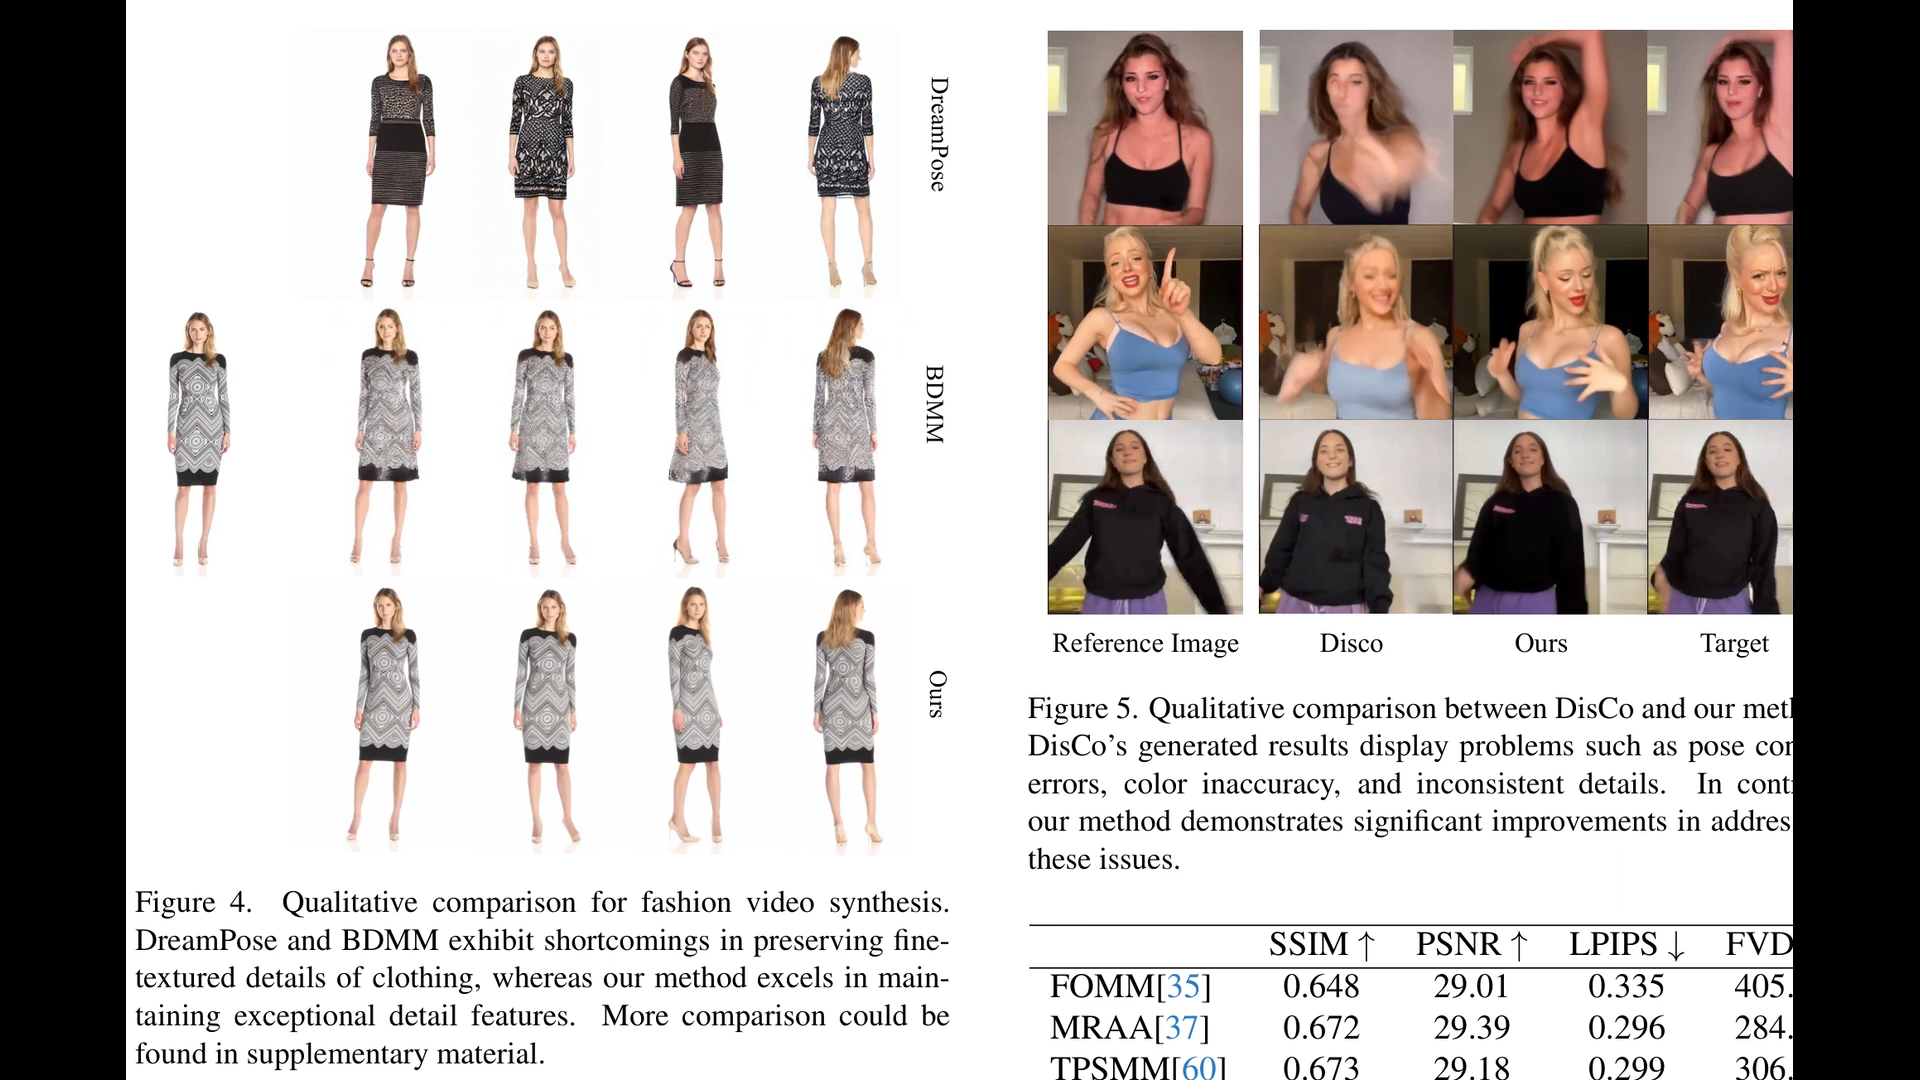 DreamPose
BDMM
Ours
Figure 4. Qualitative comparison for fashion video synthesis.
DreamPose and BDMM exhibit shortcomings in preserving fine-
textured details of clothing, whereas our method excels in main-
taining exceptional detail features. More comparison could be
found in supplementary material.
Reference Image Disco Ours Target
Figure 5. Qualitative comparison between DisCo and our
DisCo's generated results display problems such as pose
errors, color inaccuracy, and inconsistent details. In
our method demonstrates significant improvements in
these issues.
SSIM ↑ PSNR ↑ LPIPS ↓ FVD
FOMM[35] 0.648 29.01 0.335 405.
MRAA[37] 0.672 29.39 0.296 284.
TPSMM[60] 0.673 29.18 0.299 306.